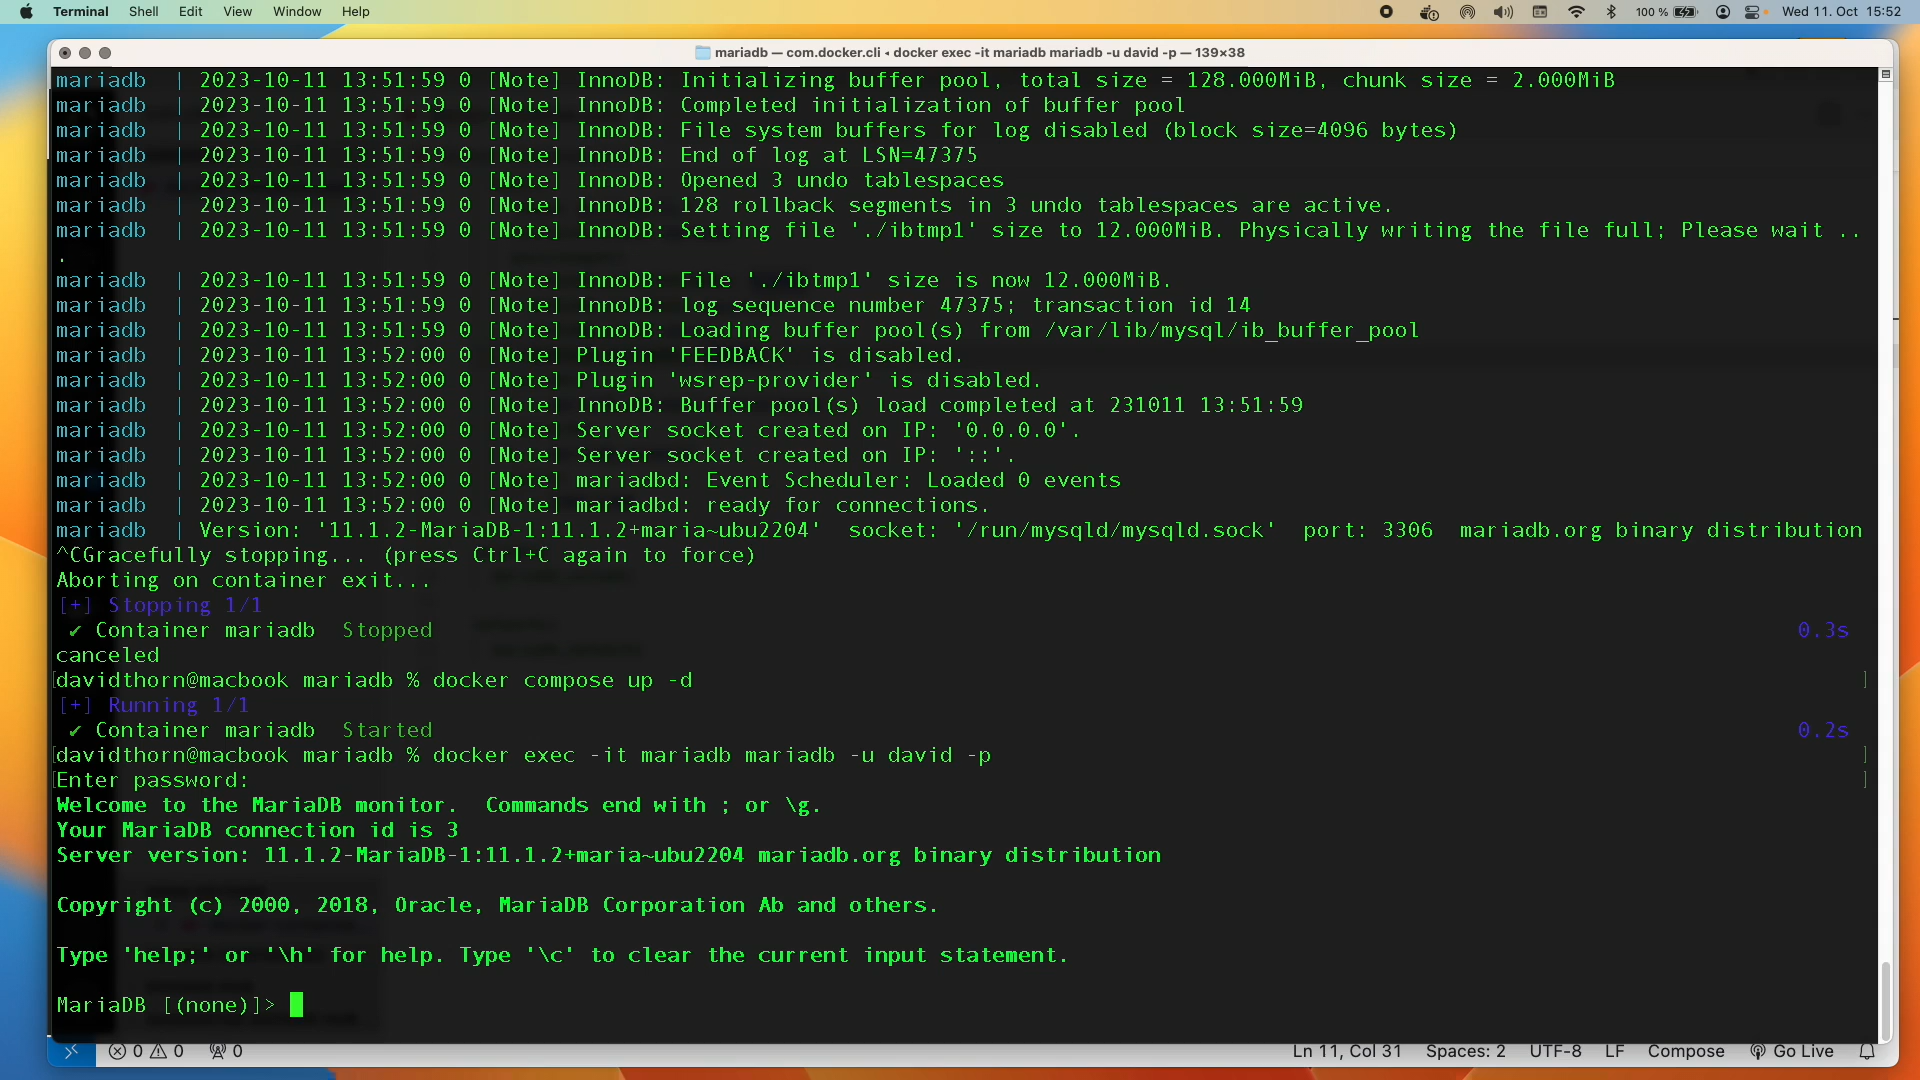 Terminal Shell Edit View Window Help 100 % Wed 11. Oct 15:52
mariadb — com.docker.cli ◂ docker exec -it mariadb mariadb -u david -p — 139×38
mariadb | 2023-10-11 13:51:59 0 [Note] InnoDB: Initializing buffer pool, total size = 128.000MiB, chunk size = 2.000MiB
mariadb | 2023-10-11 13:51:59 0 [Note] InnoDB: Completed initialization of buffer pool
mariadb | 2023-10-11 13:51:59 0 [Note] InnoDB: File system buffers for log disabled (block size=4096 bytes)
mariadb | 2023-10-11 13:51:59 0 [Note] InnoDB: End of log at LSN=47375
mariadb | 2023-10-11 13:51:59 0 [Note] InnoDB: Opened 3 undo tablespaces
mariadb | 2023-10-11 13:51:59 0 [Note] InnoDB: 128 rollback segments in 3 undo tablespaces are active.
mariadb | 2023-10-11 13:51:59 0 [Note] InnoDB: Setting file './ibtmp1' size to 12.000MiB. Physically writing the file full; Please wait ..
.
mariadb | 2023-10-11 13:51:59 0 [Note] InnoDB: File './ibtmp1' size is now 12.000MiB.
mariadb | 2023-10-11 13:51:59 0 [Note] InnoDB: log sequence number 47375; transaction id 14
mariadb | 2023-10-11 13:51:59 0 [Note] InnoDB: Loading buffer pool(s) from /var/lib/mysql/ib_buffer_pool
mariadb | 2023-10-11 13:52:00 0 [Note] Plugin 'FEEDBACK' is disabled.
mariadb | 2023-10-11 13:52:00 0 [Note] Plugin 'wsrep-provider' is disabled.
mariadb | 2023-10-11 13:52:00 0 [Note] InnoDB: Buffer pool(s) load completed at 231011 13:51:59
mariadb | 2023-10-11 13:52:00 0 [Note] Server socket created on IP: '0.0.0.0'.
mariadb | 2023-10-11 13:52:00 0 [Note] Server socket created on IP: '::'.
mariadb | 2023-10-11 13:52:00 0 [Note] mariadbd: Event Scheduler: Loaded 0 events
mariadb | 2023-10-11 13:52:00 0 [Note] mariadbd: ready for connections.
mariadb | Version: '11.1.2-MariaDB-1:11.1.2+maria~ubu2204' socket: '/run/mysqld/mysqld.sock' port: 3306 mariadb.org binary distribution
^CGracefully stopping... (press Ctrl+C again to force)
Aborting on container exit...
[+] Stopping 1/1
✔ Container mariadb Stopped 0.3s
canceled
[davidthorn@macbook mariadb % docker compose up -d ]
[+] Running 1/1
✔ Container mariadb Started 0.2s
[davidthorn@macbook mariadb % docker exec -it mariadb mariadb -u david -p ]
[Enter password: ]
Welcome to the MariaDB monitor. Commands end with ; or \g.
Your MariaDB connection id is 3
Server version: 11.1.2-MariaDB-1:11.1.2+maria~ubu2204 mariadb.org binary distribution
Copyright (c) 2000, 2018, Oracle, MariaDB Corporation Ab and others.
Type 'help;' or '\h' for help. Type '\c' to clear the current input statement.
MariaDB [(none)]>
0 0 0 Ln 11, Col 31 Spaces: 2 UTF-8 LF Compose Go Live